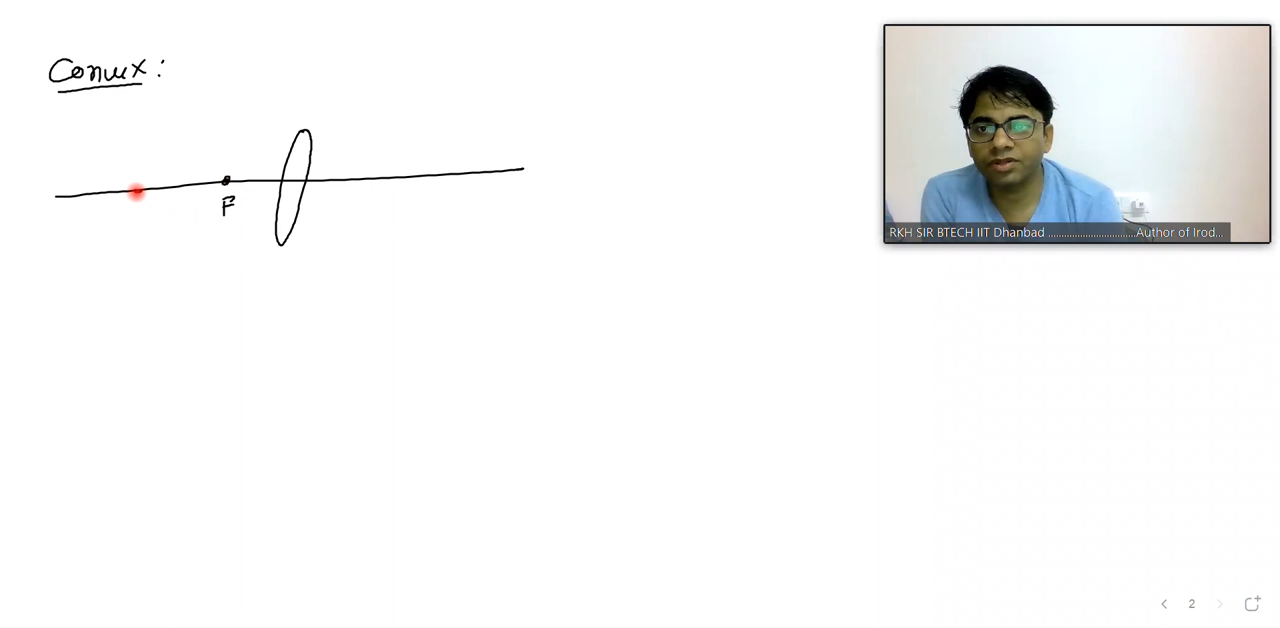 Convex :
F
RKH SIR BTECH IIT Dhanbad ...................................Author of Irod...
2